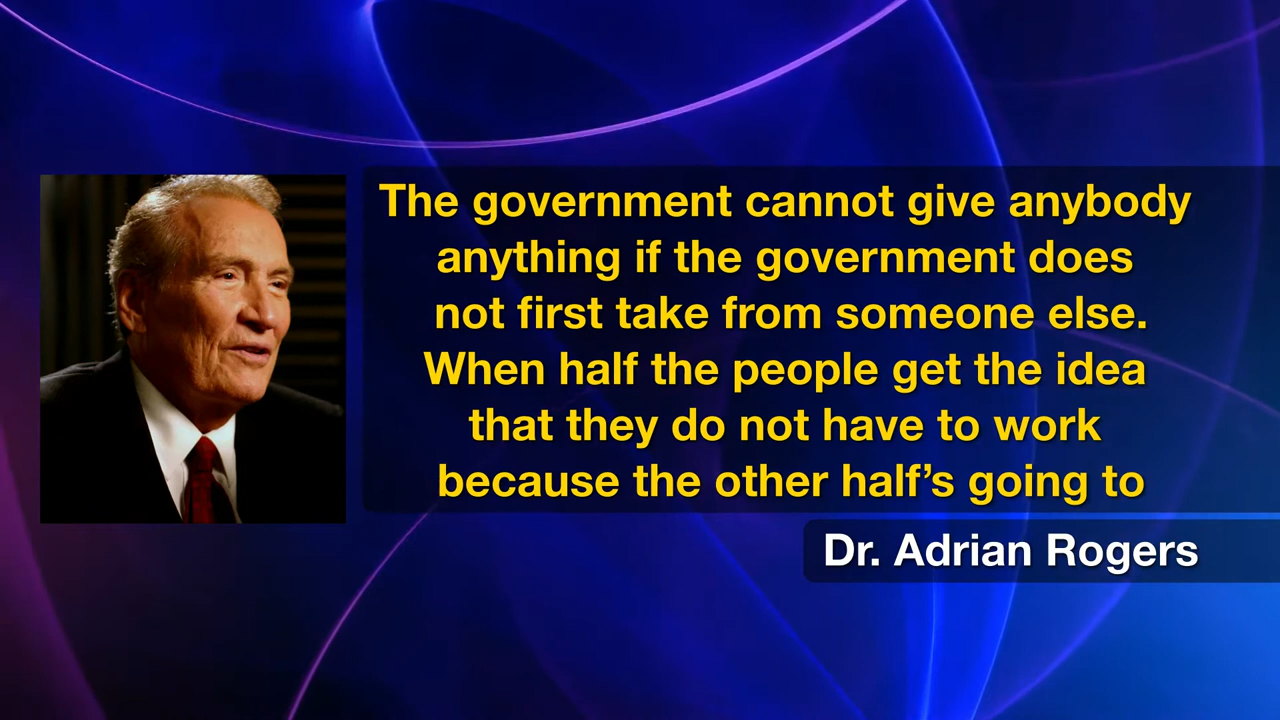 The government cannot give anybody
anything if the government does
not first take from someone else.
When half the people get the idea
that they do not have to work
because the other half’s going to
Dr. Adrian Rogers